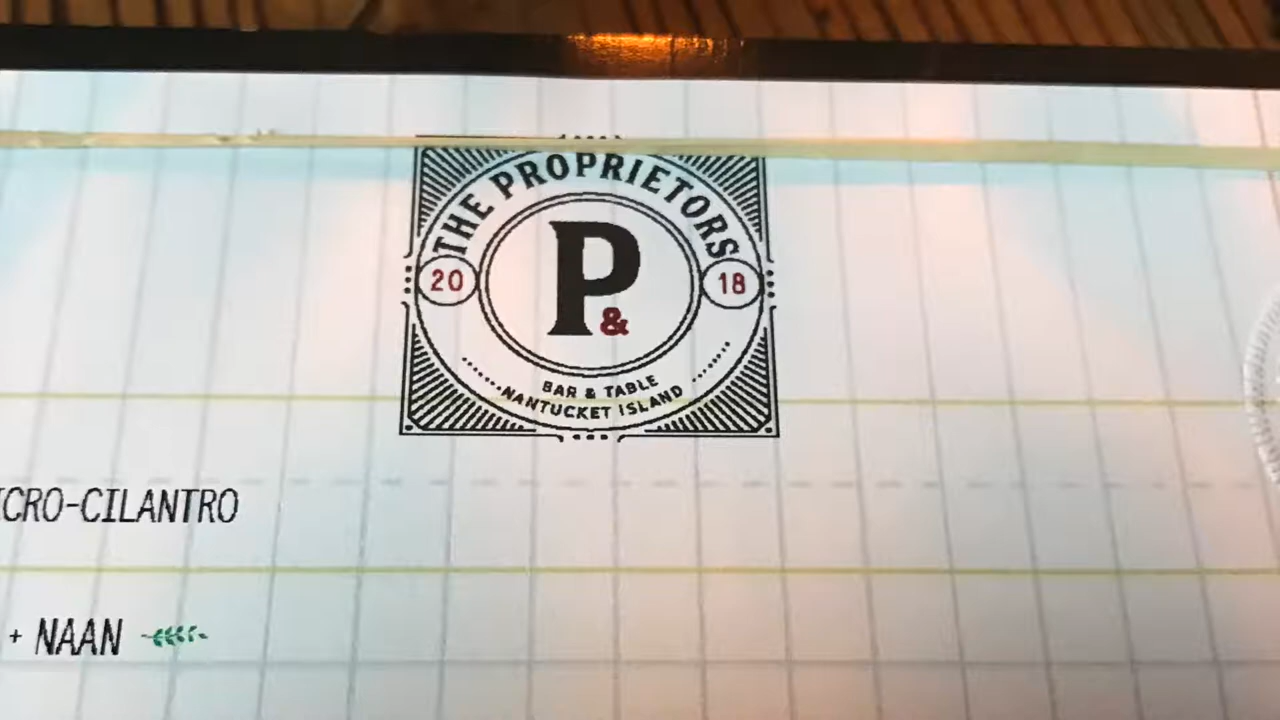 THE PROPRIETORS
20 18
P&
BAR & TABLE
NANTUCKET ISLAND
CRO-CILANTRO
+ NAAN